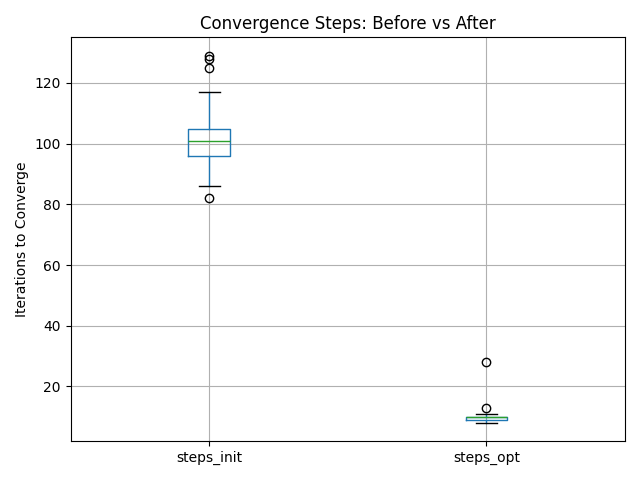 Convergence Steps: Before vs After
Iterations to Converge
120
100
80
60
40
20
steps_init
steps_opt